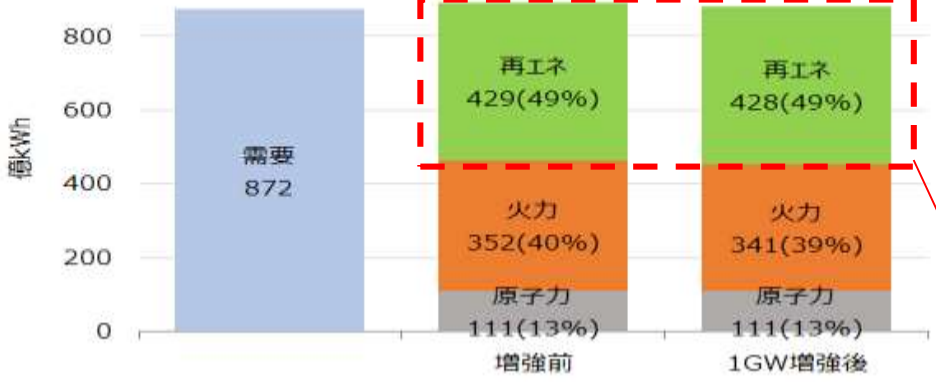 億kWh
800
600
400
200
0
需要
872
再エネ
429(49%)
火力
352(40%)
原子力
111(13%)
増強前
再エネ
428(49%)
火力
341(39%)
原子力
111(13%)
1GW増強後